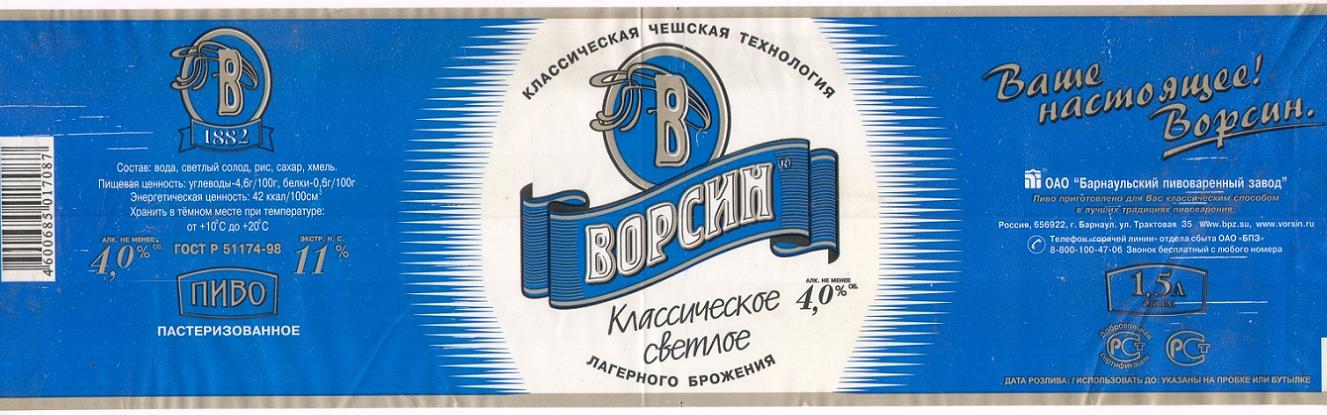 В
1882
Состав: вода, светлый солод, рис, сахар, хмель.
Пищевая ценность: углеводы-4,6г/100г, белки-0,6г/100г
Энергетическая ценность: 42 ккал/100см³
Хранить в тёмном месте при температуре:
от +10°С до +20°С
АЛК. НЕ МЕНЕЕ
4,0% ОБ.
ГОСТ Р 51174-98
ЭКСТР. Н. С.
11%
ПИВО
ПАСТЕРИЗОВАННОЕ
4600685017087
КЛАССИЧЕСКАЯ ЧЕШСКАЯ ТЕХНОЛОГИЯ
В
ВОРСИН®
Классическое
светлое
АЛК. НЕ МЕНЕЕ
4,0% ОБ.
ЛАГЕРНОГО БРОЖЕНИЯ
Ваше
настоящее!
Ворсин.
ОАО "Барнаульский пивоваренный завод"
Пиво приготовлено для Вас классическим способом
в лучших традициях пивоварения.
Россия, 656922, г. Барнаул, ул. Трактовая 35 www.bpz.su, www.vorsin.ru
Телефон «горячей линии» отдела сбыта ОАО «БПЗ»
8-800-100-47-06 Звонок бесплатный с любого номера
1,5л
Добровольная
РСТ
сертификация
РСТ
ДАТА РОЗЛИВА: / ИСПОЛЬЗОВАТЬ ДО: УКАЗАНЫ НА ПРОБКЕ ИЛИ БУТЫЛКЕ